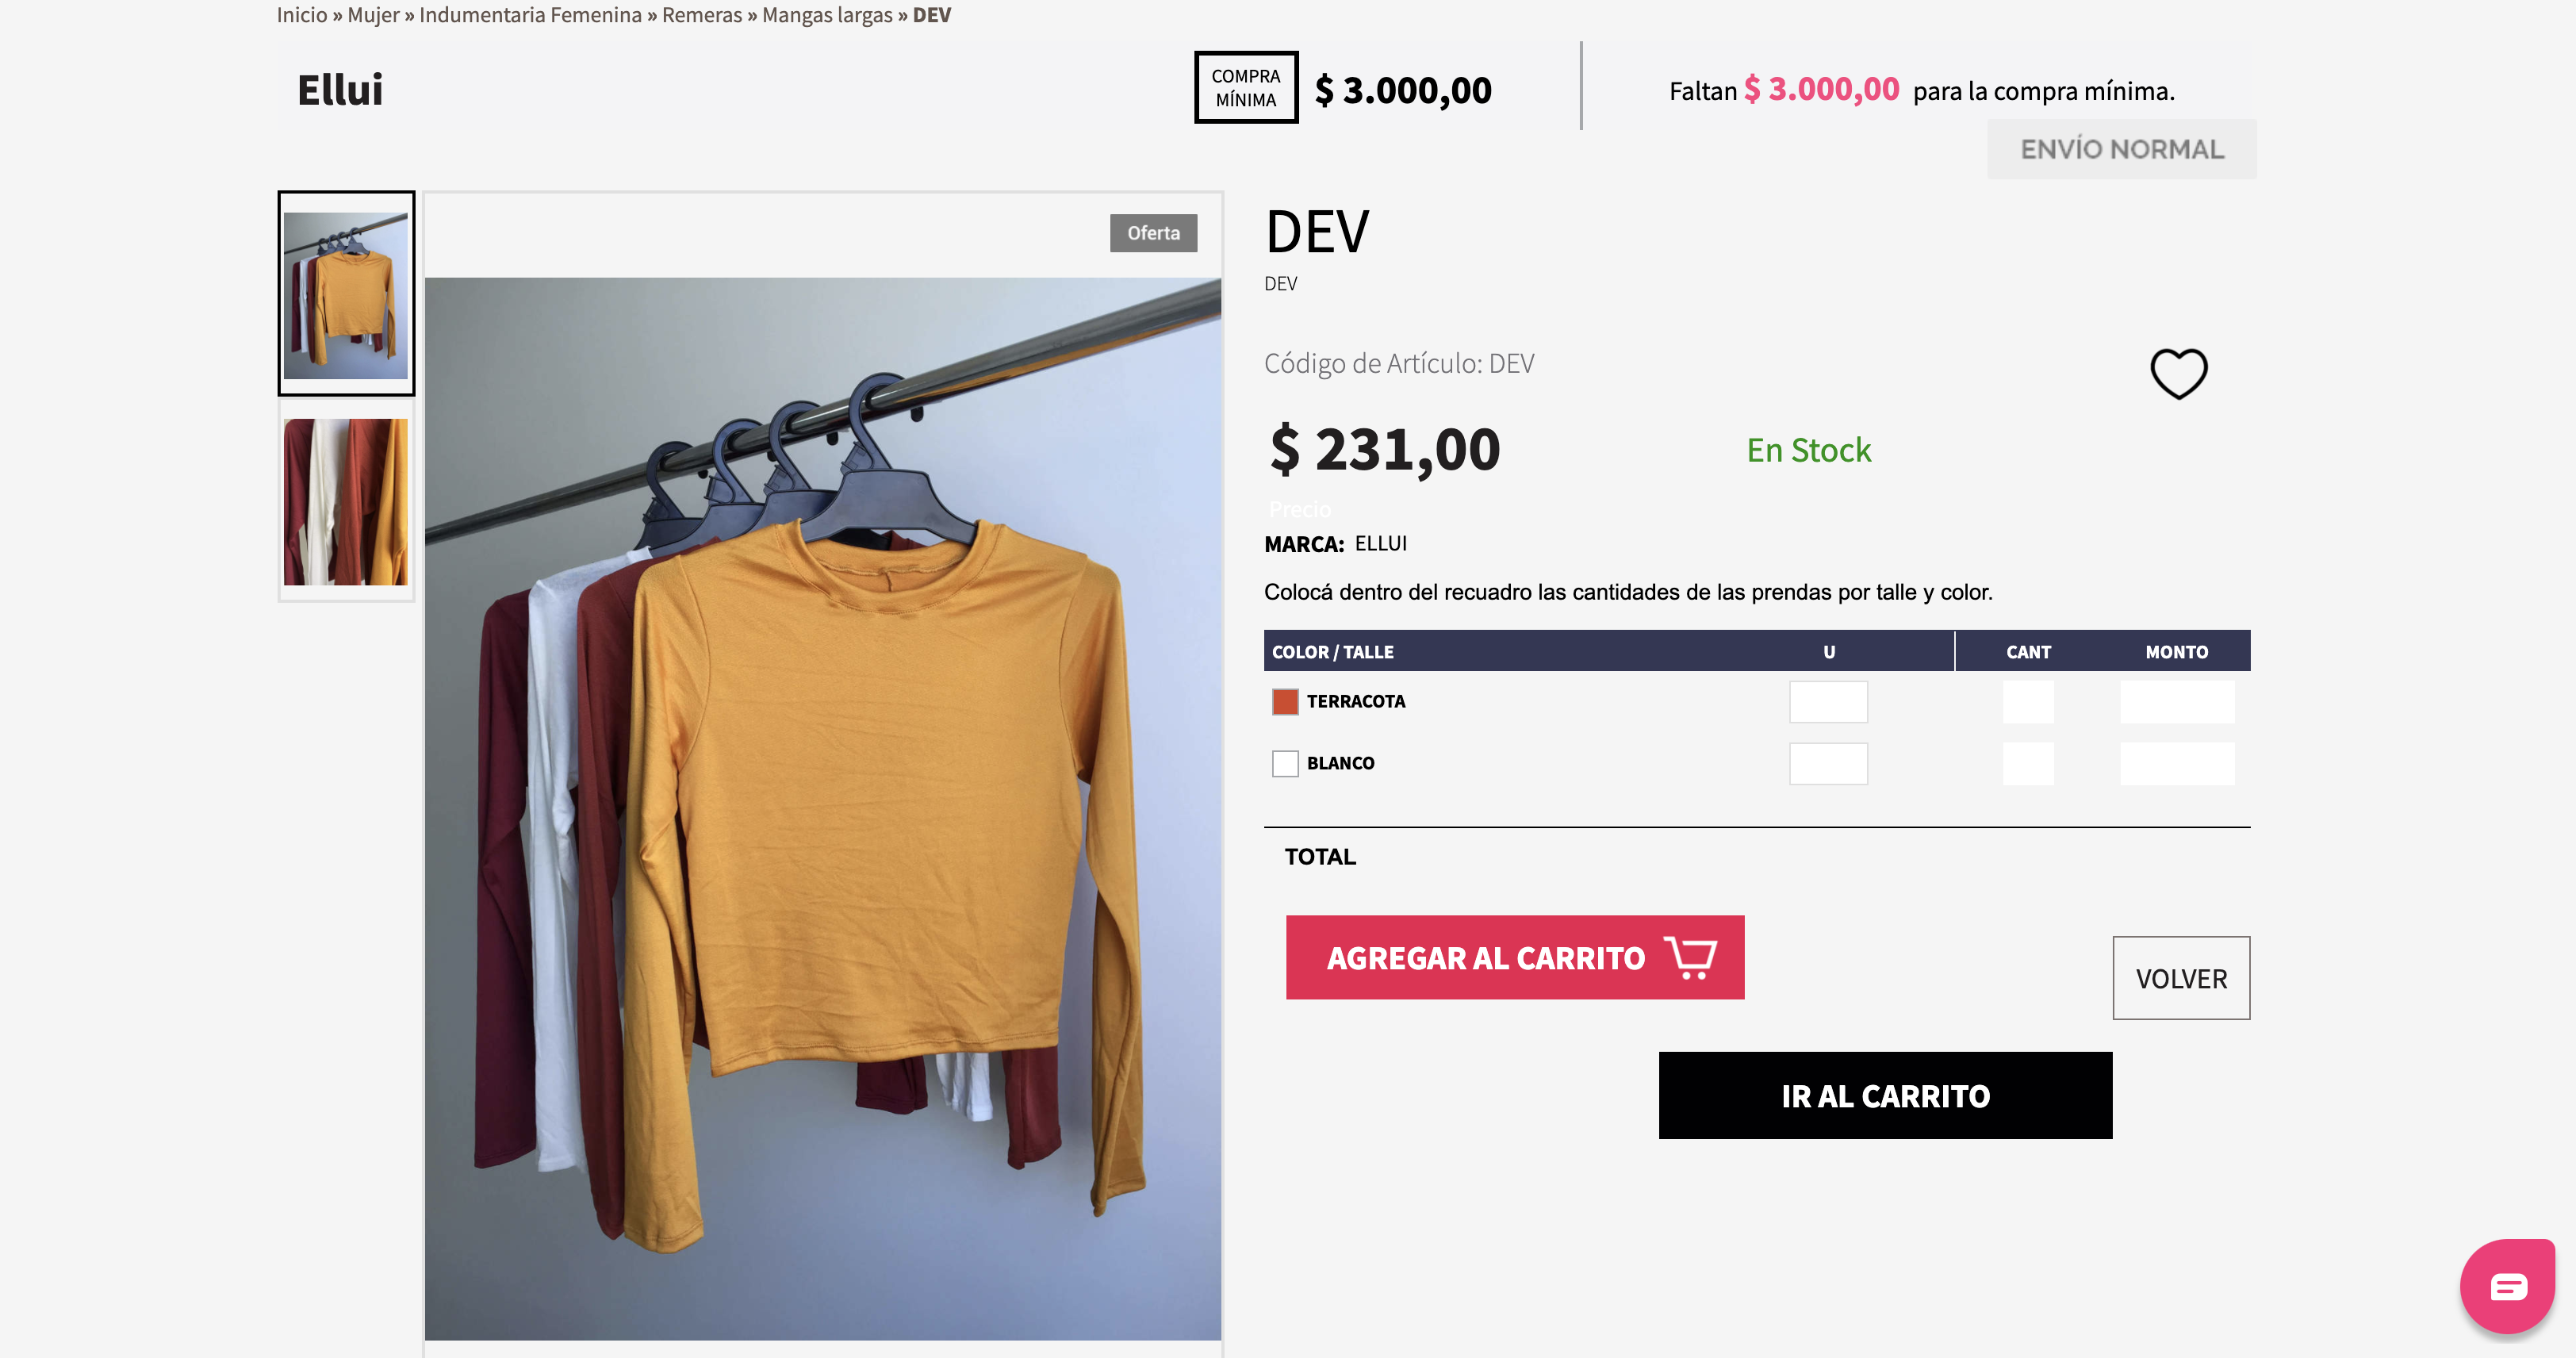 Inicio » Mujer » Indumentaria Femenina » Remeras » Mangas largas » DEV
Ellui
COMPRA
MÍNIMA
$ 3.000,00
Faltan $ 3.000,00 para la compra mínima.
ENVÍO NORMAL
Oferta
DEV
DEV
Código de Artículo: DEV
$ 231,00
En Stock
Precio
MARCA: ELLUI
Colocá dentro del recuadro las cantidades de las prendas por talle y color.
COLOR / TALLE U CANT MONTO
TERRACOTA
BLANCO
TOTAL
AGREGAR AL CARRITO
VOLVER
IR AL CARRITO